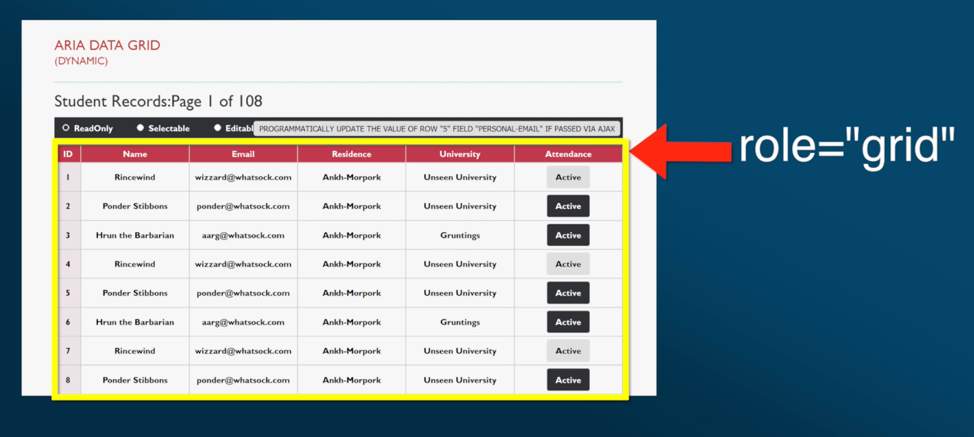 ARIA DATA GRID
(DYNAMIC)
Student Records:Page 1 of 108
ReadOnly Selectable Editabl PROGRAMMATICALLY UPDATE THE VALUE OF ROW "5" FIELD "PERSONAL-EMAIL" IF PASSED VIA AJAX
role="grid"
ID Name Email Residence University Attendance
1 Rincewind wizzard@whatsock.com Ankh-Morpork Unseen University Active
2 Ponder Stibbons ponder@whatsock.com Ankh-Morpork Unseen University Active
3 Hrun the Barbarian aarg@whatsock.com Ankh-Morpork Gruntings Active
4 Rincewind wizzard@whatsock.com Ankh-Morpork Unseen University Active
5 Ponder Stibbons ponder@whatsock.com Ankh-Morpork Unseen University Active
6 Hrun the Barbarian aarg@whatsock.com Ankh-Morpork Gruntings Active
7 Rincewind wizzard@whatsock.com Ankh-Morpork Unseen University Active
8 Ponder Stibbons ponder@whatsock.com Ankh-Morpork Unseen University Active